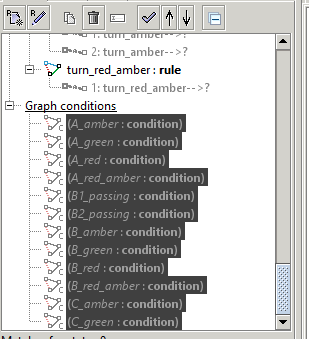 1: turn_amber-->?
2: turn_amber-->?
turn_red_amber : rule
1: turn_red_amber-->?
Graph conditions
(A_amber : condition)
(A_green : condition)
(A_red : condition)
(A_red_amber : condition)
(B1_passing : condition)
(B2_passing : condition)
(B_amber : condition)
(B_green : condition)
(B_red : condition)
(B_red_amber : condition)
(C_amber : condition)
(C_green : condition)